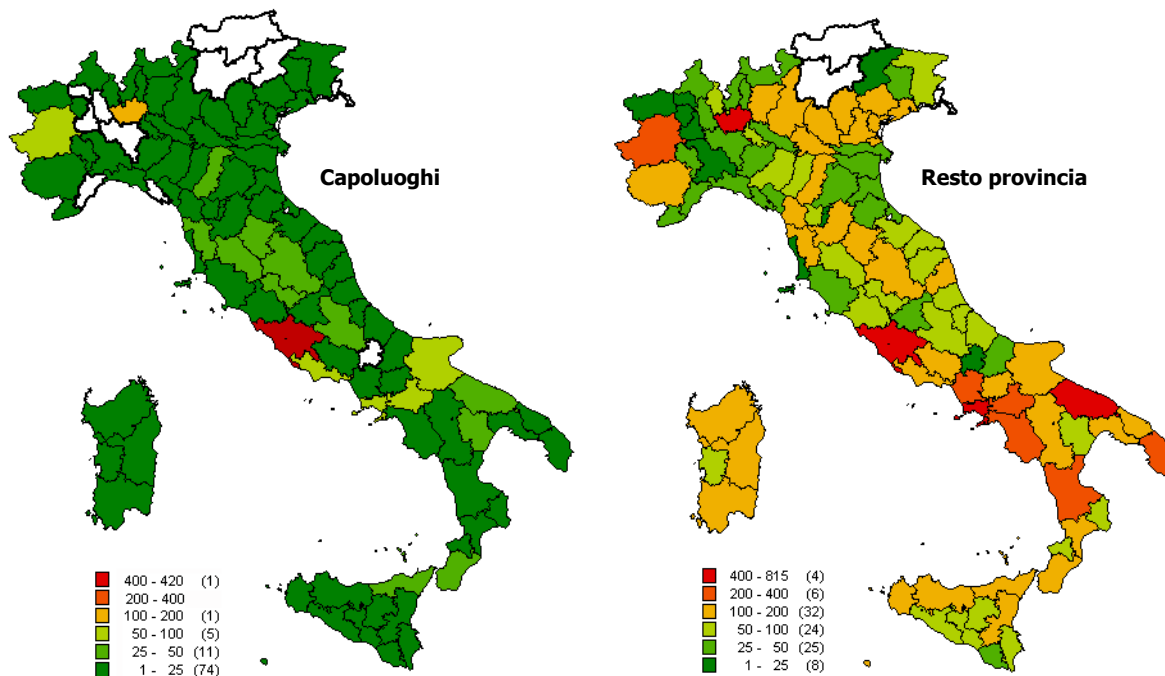 Capoluoghi
Resto provincia
400 - 420 (1)
200 - 400
100 - 200 (1)
50 - 100 (5)
25 - 50 (11)
1 - 25 (74)
400 - 815 (4)
200 - 400 (6)
100 - 200 (32)
50 - 100 (24)
25 - 50 (25)
1 - 25 (8)